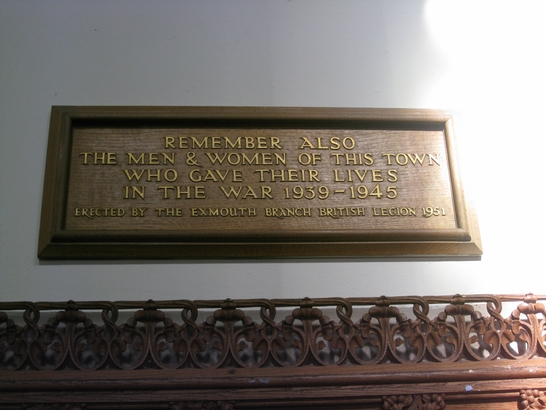 REMEMBER ALSO
THE MEN & WOMEN OF THIS TOWN
WHO GAVE THEIR LIVES
IN THE WAR 1939-1945
ERECTED BY THE EXMOUTH BRANCH BRITISH LEGION 1951